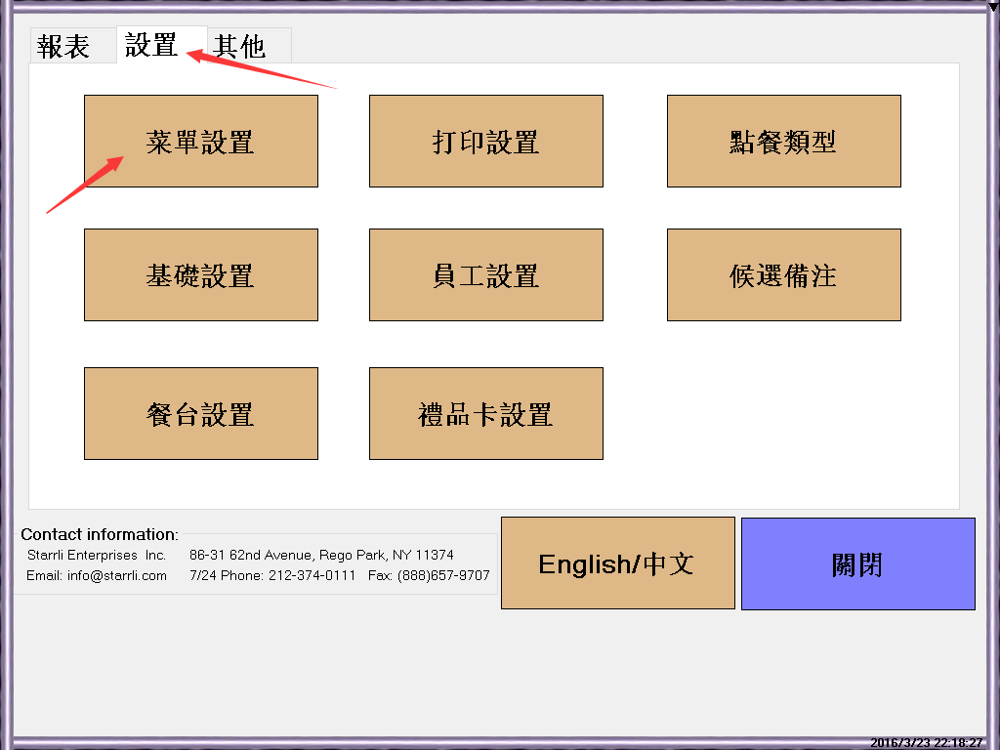 報表 設置 其他
菜單設置 打印設置 點餐類型
基礎設置 員工設置 候選備注
餐台設置 禮品卡設置
Contact information:
Starrli Enterprises Inc. 86-31 62nd Avenue, Rego Park, NY 11374
Email: info@starrli.com 7/24 Phone: 212-374-0111 Fax: (888)657-9707
English/中文 關閉
2016/3/23 22:18:27